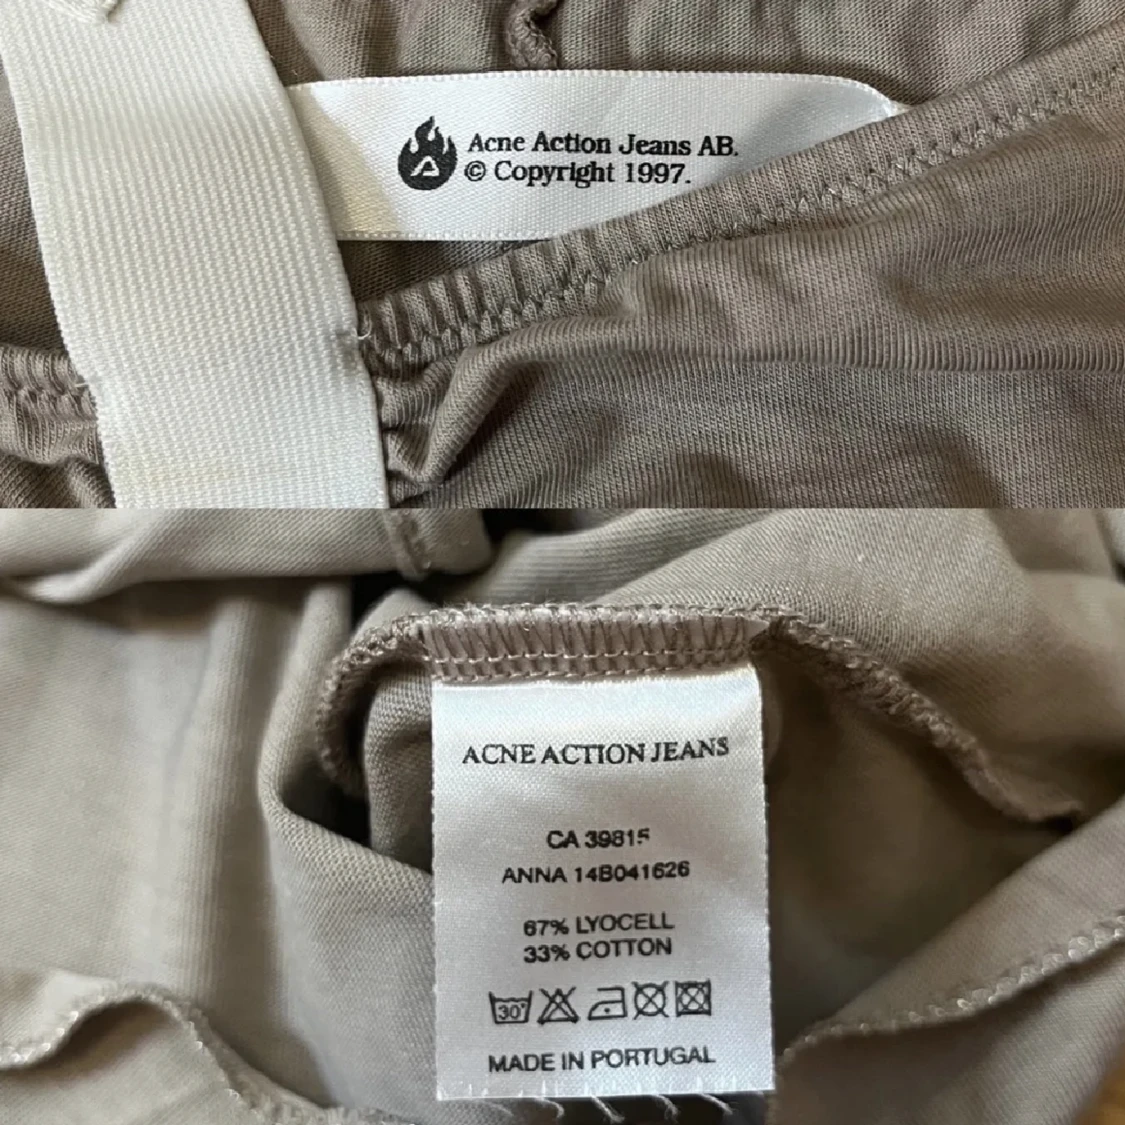 Acne Action Jeans AB.
© Copyright 1997.
ACNE ACTION JEANS
CA 39815
ANNA 14B041626
67% LYOCELL
33% COTTON
30°
MADE IN PORTUGAL